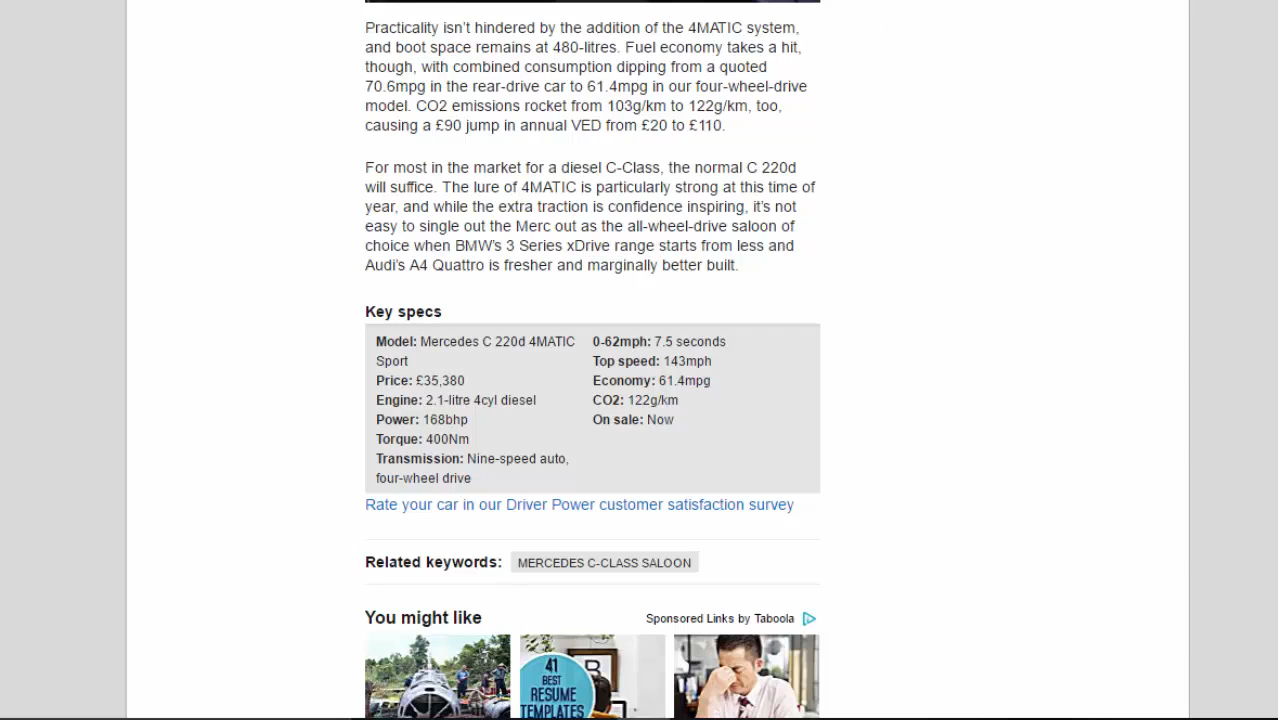 Practicality isn’t hindered by the addition of the 4MATIC system,
and boot space remains at 480-litres. Fuel economy takes a hit,
though, with combined consumption dipping from a quoted
70.6mpg in the rear-drive car to 61.4mpg in our four-wheel-drive
model. CO2 emissions rocket from 103g/km to 122g/km, too,
causing a £90 jump in annual VED from £20 to £110.
For most in the market for a diesel C-Class, the normal C 220d
will suffice. The lure of 4MATIC is particularly strong at this time of
year, and while the extra traction is confidence inspiring, it’s not
easy to single out the Merc out as the all-wheel-drive saloon of
choice when BMW’s 3 Series xDrive range starts from less and
Audi’s A4 Quattro is fresher and marginally better built.
Key specs
Model: Mercedes C 220d 4MATIC
Sport
Price: £35,380
Engine: 2.1-litre 4cyl diesel
Power: 168bhp
Torque: 400Nm
Transmission: Nine-speed auto,
four-wheel drive
0-62mph: 7.5 seconds
Top speed: 143mph
Economy: 61.4mpg
CO2: 122g/km
On sale: Now
Rate your car in our Driver Power customer satisfaction survey
Related keywords: MERCEDES C-CLASS SALOON
You might like
Sponsored Links by Taboola
41
BEST
RESUME
TEMPLATES
B